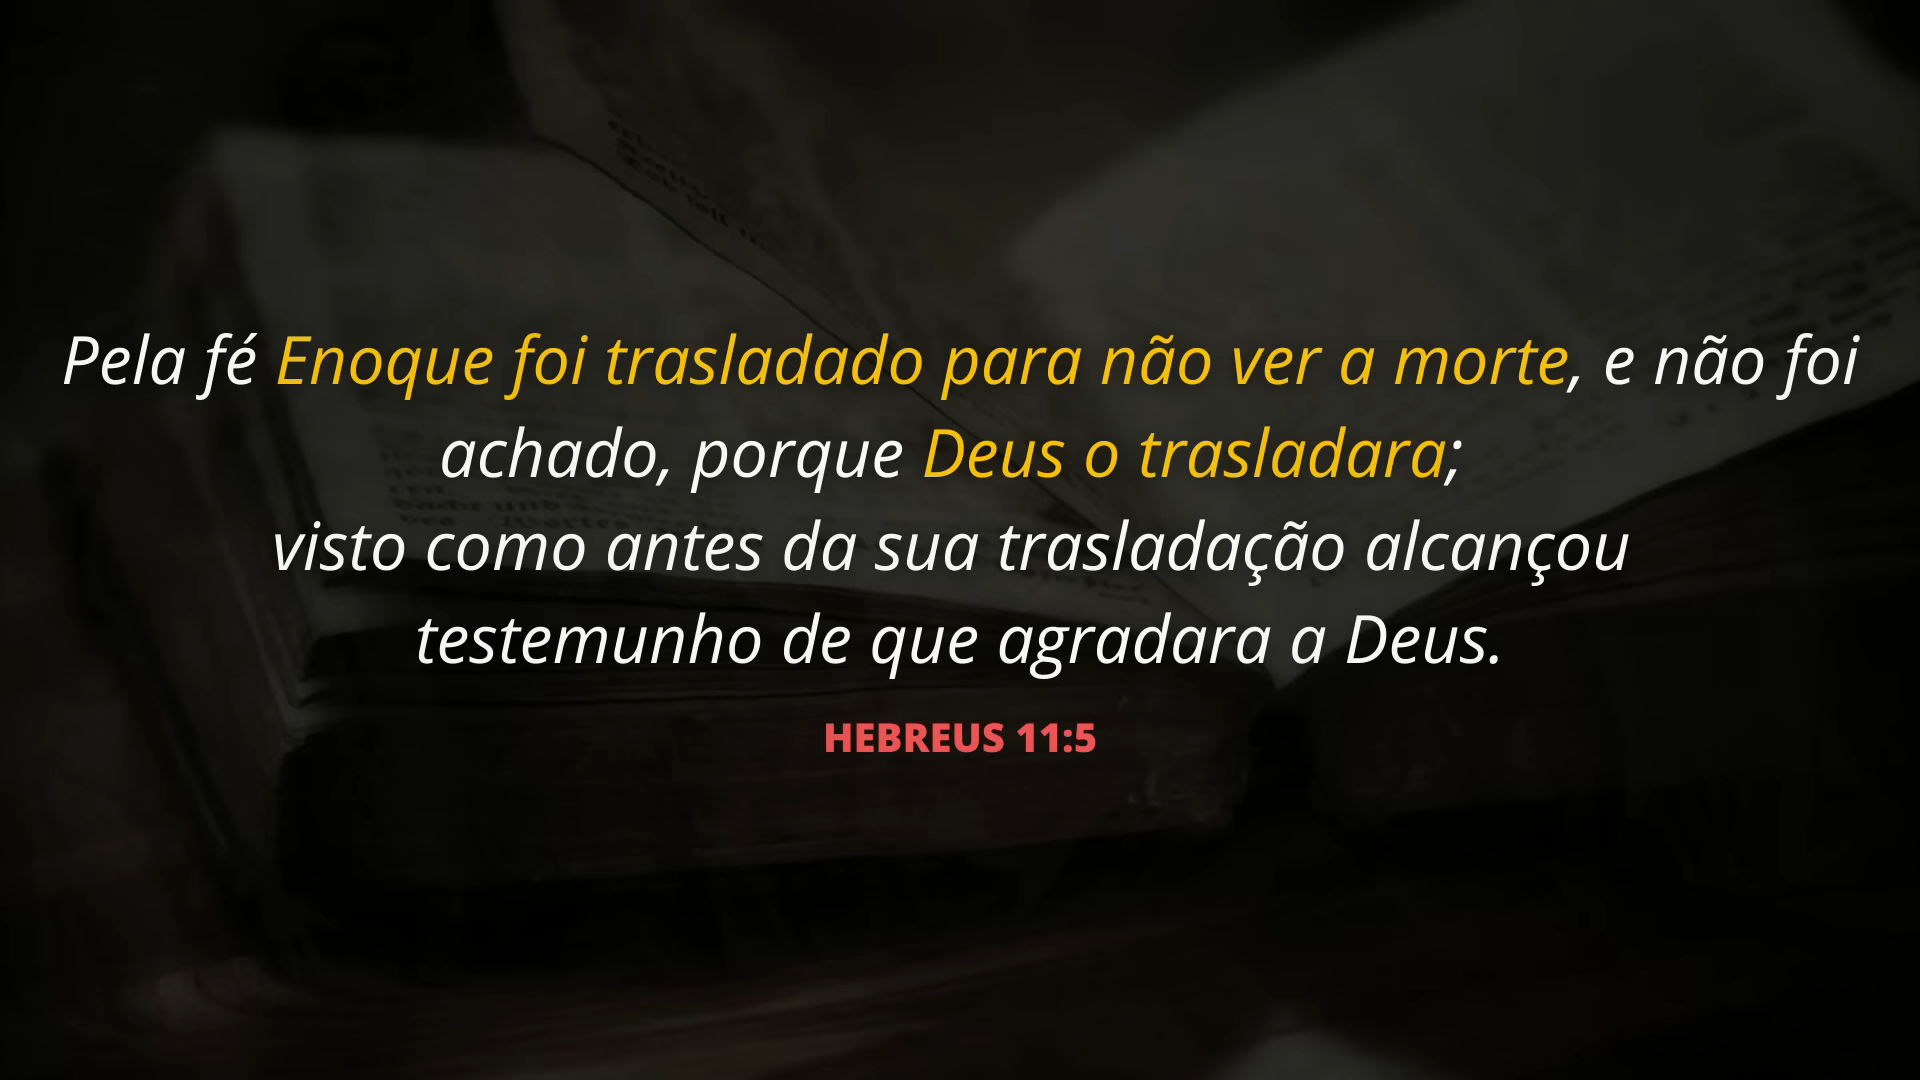 Pela fé Enoque foi trasladado para não ver a morte, e não foi
achado, porque Deus o trasladara;
visto como antes da sua trasladação alcançou
testemunho de que agradara a Deus.
HEBREUS 11:5